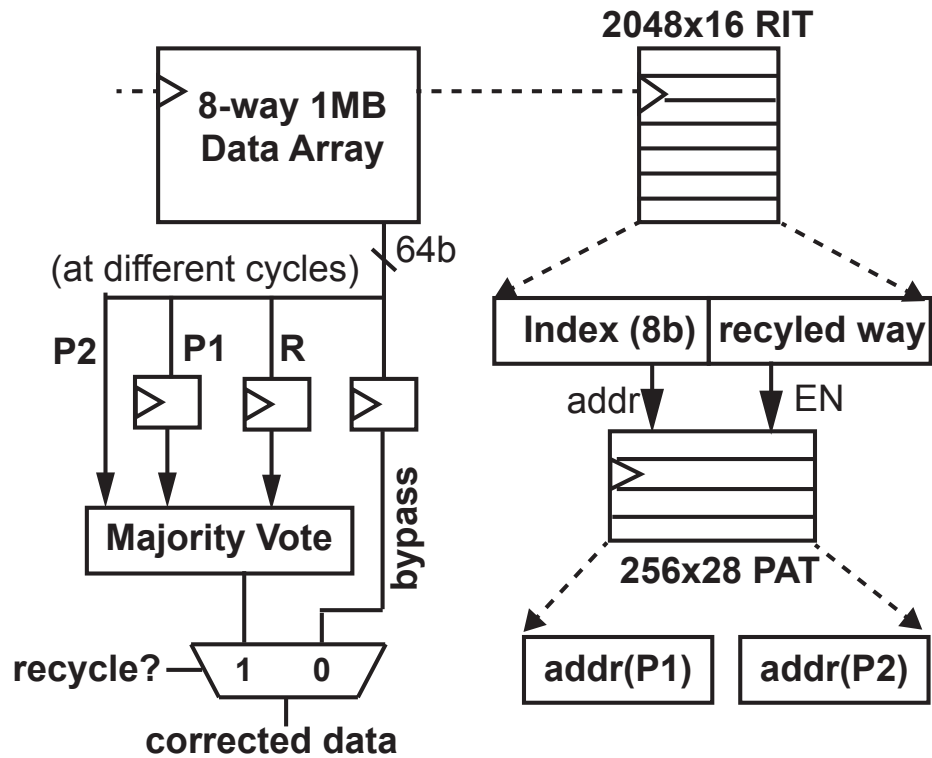 2048x16 RIT
8-way 1MB
Data Array
64b
(at different cycles)
P2
P1
R
Index (8b)
recyled way
addr
EN
bypass
Majority Vote
256x28 PAT
recycle?
1
0
addr(P1)
addr(P2)
corrected data